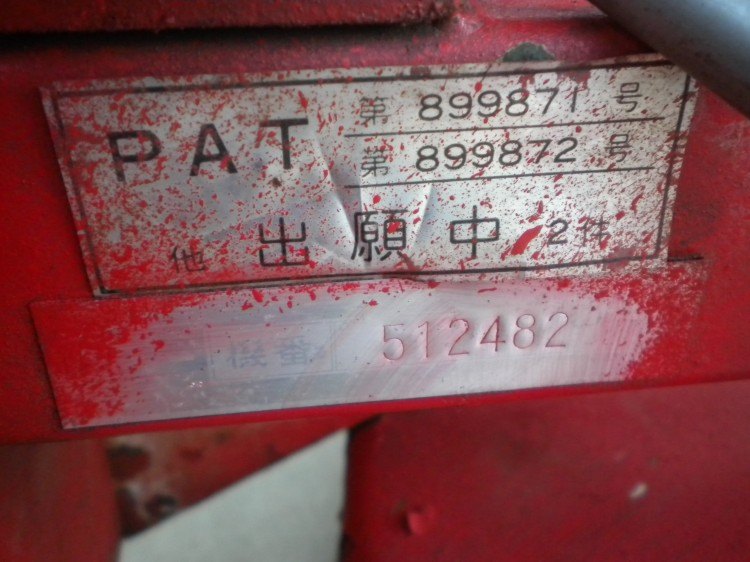 PAT 第 899871 号
第 899872 号
他 出願中 2件
機番 512482